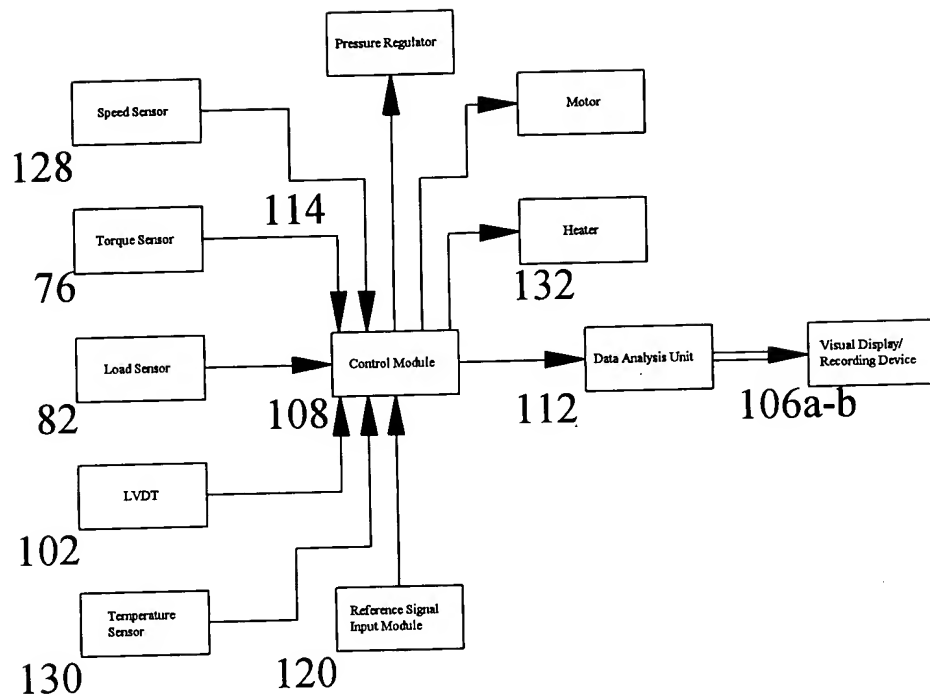 Pressure Regulator
Speed Sensor
Motor
128
114
Torque Sensor
Heater
76
132
Load Sensor
Control Module
Data Analysis Unit
Visual Display/
Recording Device
82
108
112
106a-b
LVDT
102
Temperature
Sensor
Reference Signal
Input Module
130
120